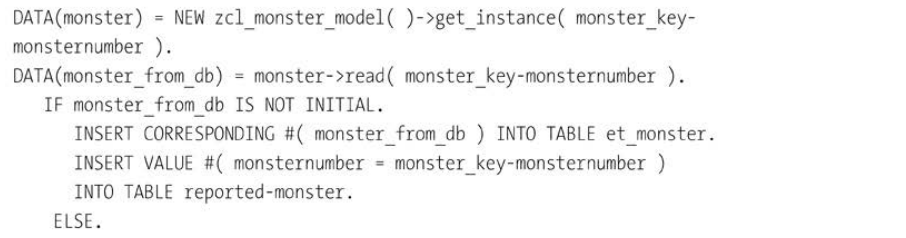 DATA(monster) = NEW zcl_monster_model( )->get_instance( monster_key-
monsternumber ).
DATA(monster_from_db) = monster->read( monster_key-monsternumber ).
IF monster_from_db IS NOT INITIAL.
INSERT CORRESPONDING #( monster_from_db ) INTO TABLE et_monster.
INSERT VALUE #( monsternumber = monster_key-monsternumber )
INTO TABLE reported-monster.
ELSE.